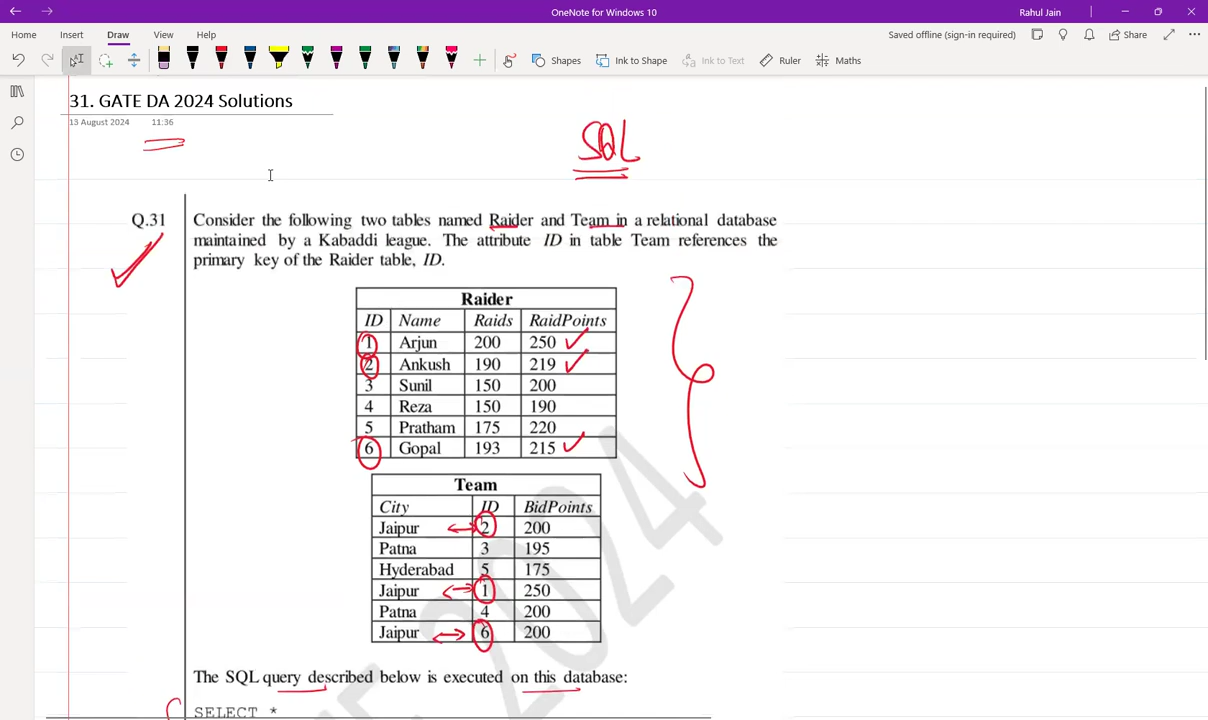 OneNote for Windows 10
Rahul Jain
Home Insert Draw View Help
Saved offline (sign-in required) Share
Shapes Ink to Shape Ink to Text Ruler Maths
31. GATE DA 2024 Solutions
13 August 2024 11:36
SQL
Q.31 Consider the following two tables named Raider and Team in a relational database
maintained by a Kabaddi league. The attribute ID in table Team references the
primary key of the Raider table, ID.
Raider
ID Name Raids RaidPoints
1 Arjun 200 250
2 Ankush 190 219
3 Sunil 150 200
4 Reza 150 190
5 Pratham 175 220
6 Gopal 193 215
Team
City ID BidPoints
Jaipur 2 200
Patna 3 195
Hyderabad 5 175
Jaipur 1 250
Patna 4 200
Jaipur 6 200
2024
The SQL query described below is executed on this database:
SELECT *